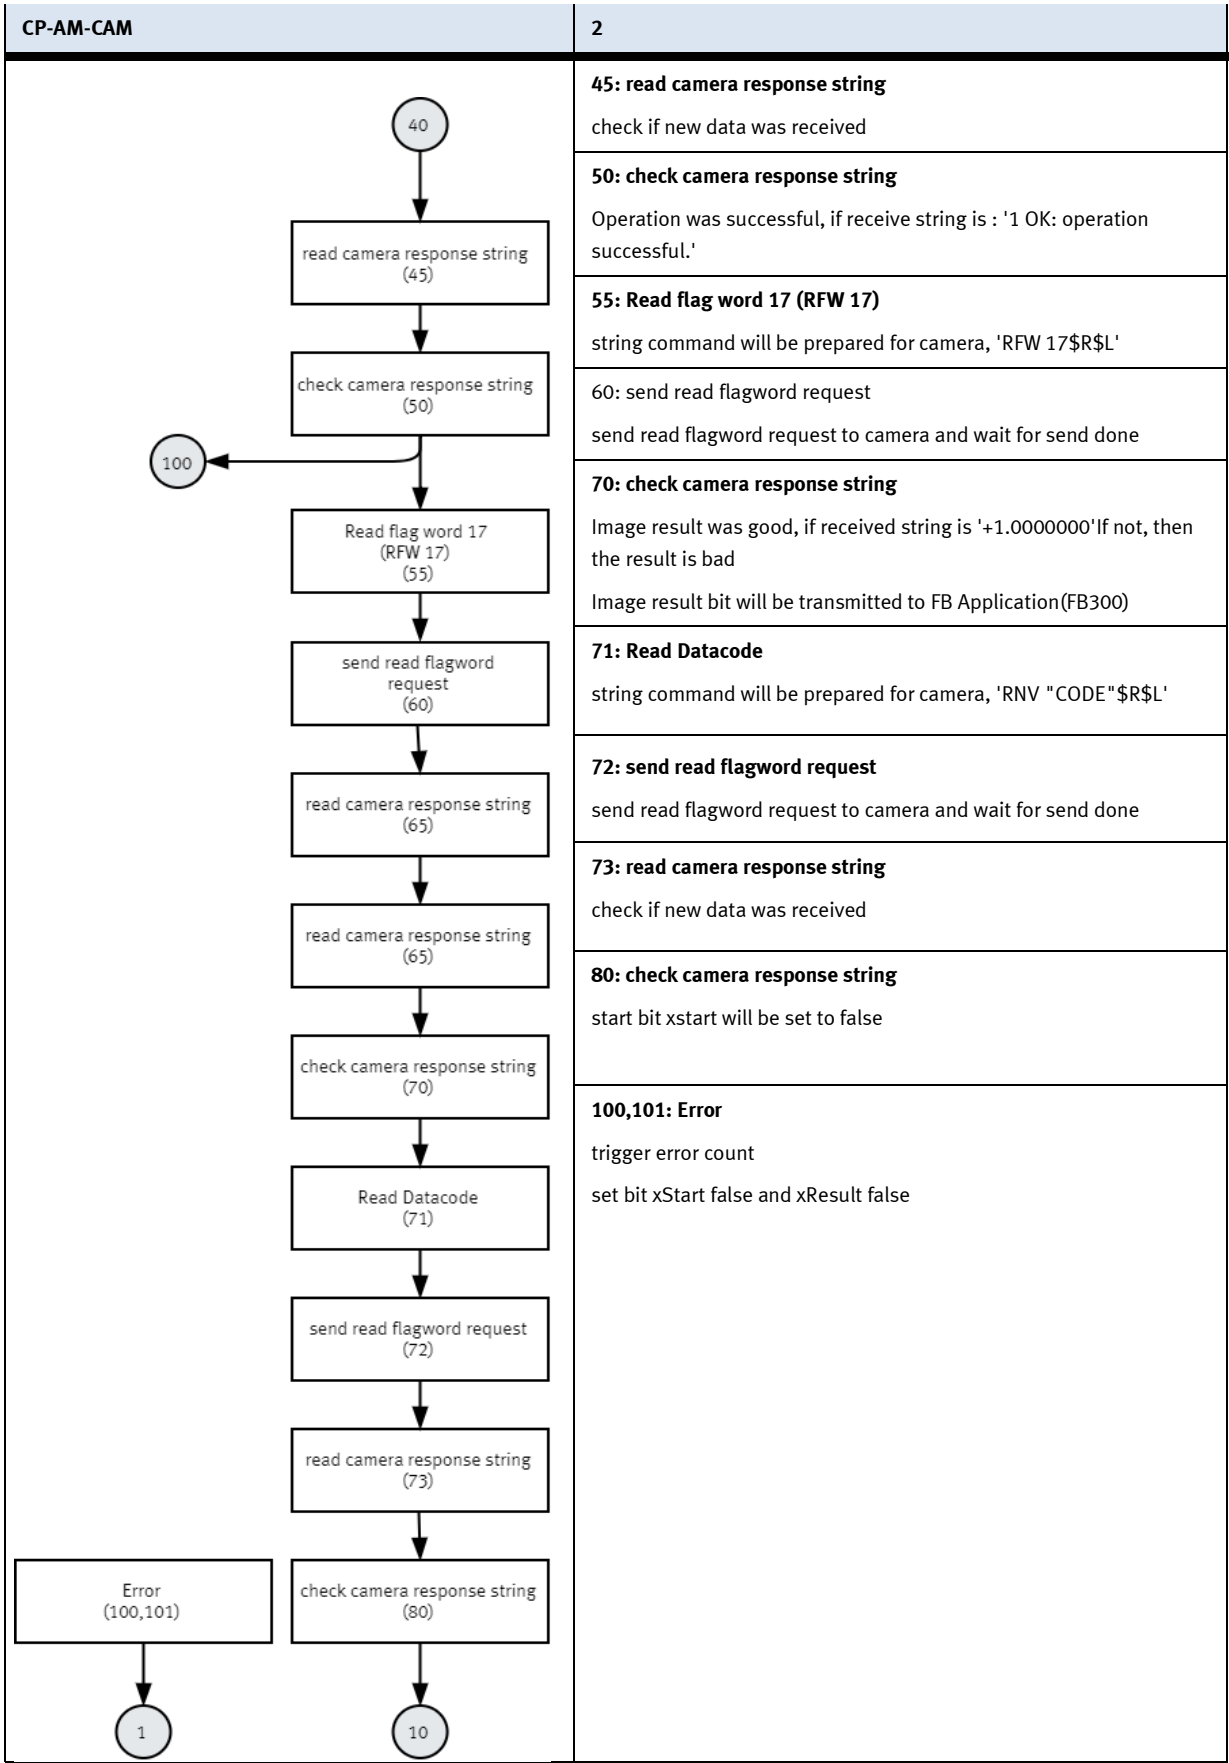 CP-AM-CAM
2
40
read camera response string
(45)
check camera response string
(50)
100
Read flag word 17
(RFW 17)
(55)
send read flagword
request
(60)
read camera response string
(65)
read camera response string
(65)
check camera response string
(70)
Read Datacode
(71)
send read flagword request
(72)
read camera response string
(73)
Error
(100,101)
check camera response string
(80)
1
10
45: read camera response string
check if new data was received
50: check camera response string
Operation was successful, if receive string is : '1 OK: operation
successful.'
55: Read flag word 17 (RFW 17)
string command will be prepared for camera, 'RFW 17$R$L'
60: send read flagword request
send read flagword request to camera and wait for send done
70: check camera response string
Image result was good, if received string is '+1.0000000'If not, then
the result is bad
Image result bit will be transmitted to FB Application(FB300)
71: Read Datacode
string command will be prepared for camera, 'RNV "CODE"$R$L'
72: send read flagword request
send read flagword request to camera and wait for send done
73: read camera response string
check if new data was received
80: check camera response string
start bit xstart will be set to false
100,101: Error
trigger error count
set bit xStart false and xResult false